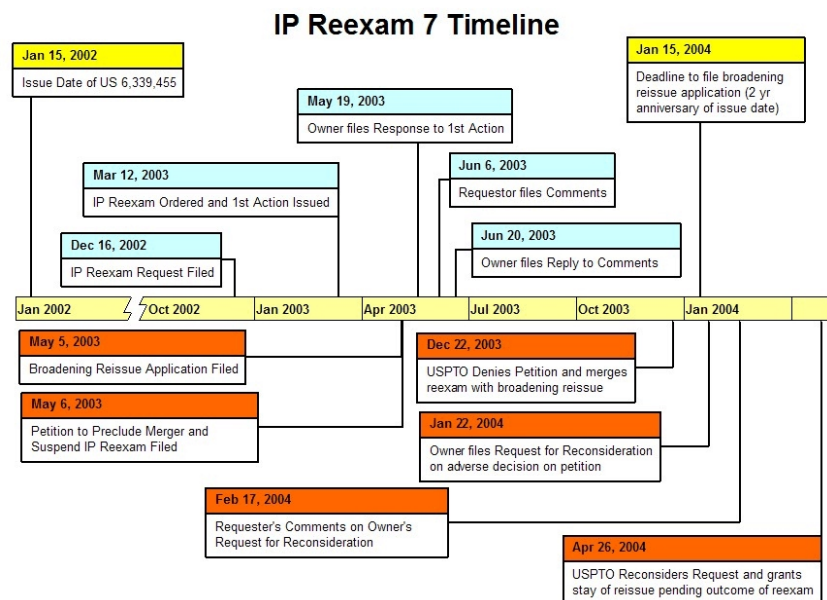 IP Reexam 7 Timeline
Jan 15, 2002
Issue Date of US 6,339,455
Jan 15, 2004
Deadline to file broadening
reissue application (2 yr
anniversary of issue date)
May 19, 2003
Owner files Response to 1st Action
Mar 12, 2003
IP Reexam Ordered and 1st Action Issued
Jun 6, 2003
Requestor files Comments
Dec 16, 2002
IP Reexam Request Filed
Jun 20, 2003
Owner files Reply to Comments
Jan 2002
Oct 2002
Jan 2003
Apr 2003
Jul 2003
Oct 2003
Jan 2004
May 5, 2003
Broadening Reissue Application Filed
Dec 22, 2003
USPTO Denies Petition and merges
reexam with broadening reissue
May 6, 2003
Petition to Preclude Merger and
Suspend IP Reexam Filed
Jan 22, 2004
Owner files Request for Reconsideration
on adverse decision on petition
Feb 17, 2004
Requester's Comments on Owner's
Request for Reconsideration
Apr 26, 2004
USPTO Reconsiders Request and grants
stay of reissue pending outcome of reexam